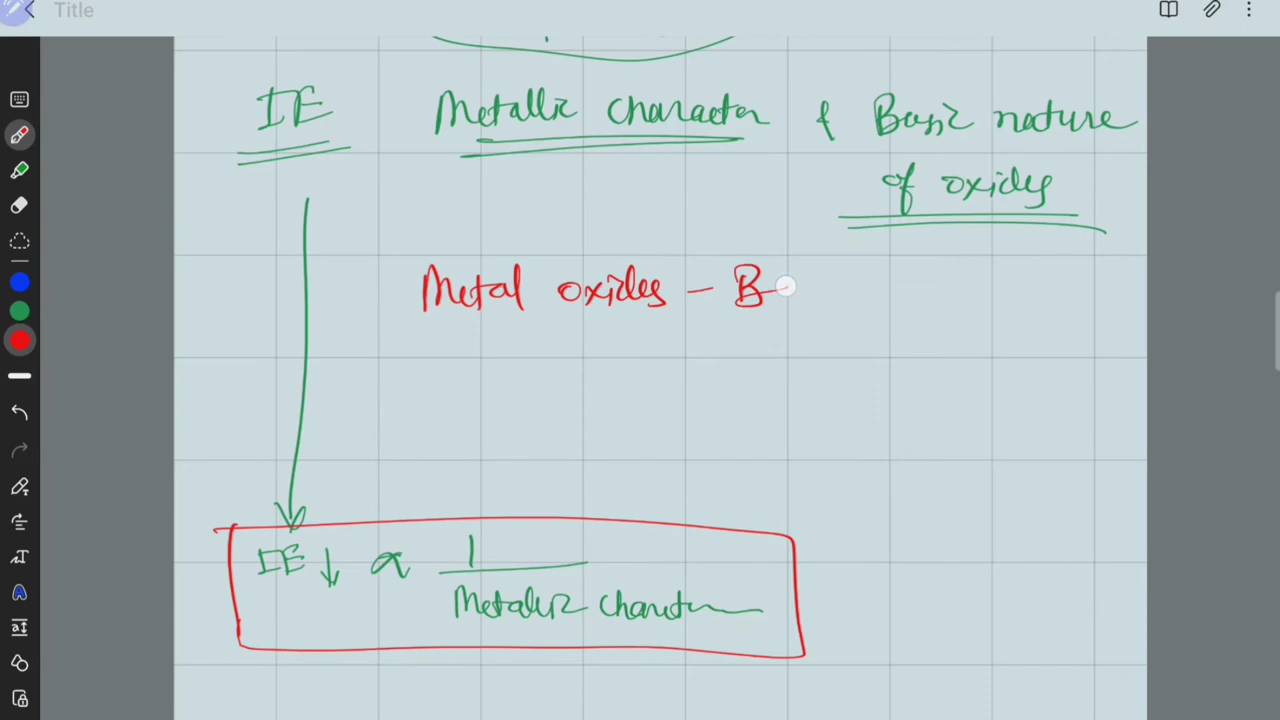 Title
IE Metallic character & Basic nature
of oxides
Metal oxides - B
IE↓ ∝ 1
Metallic character